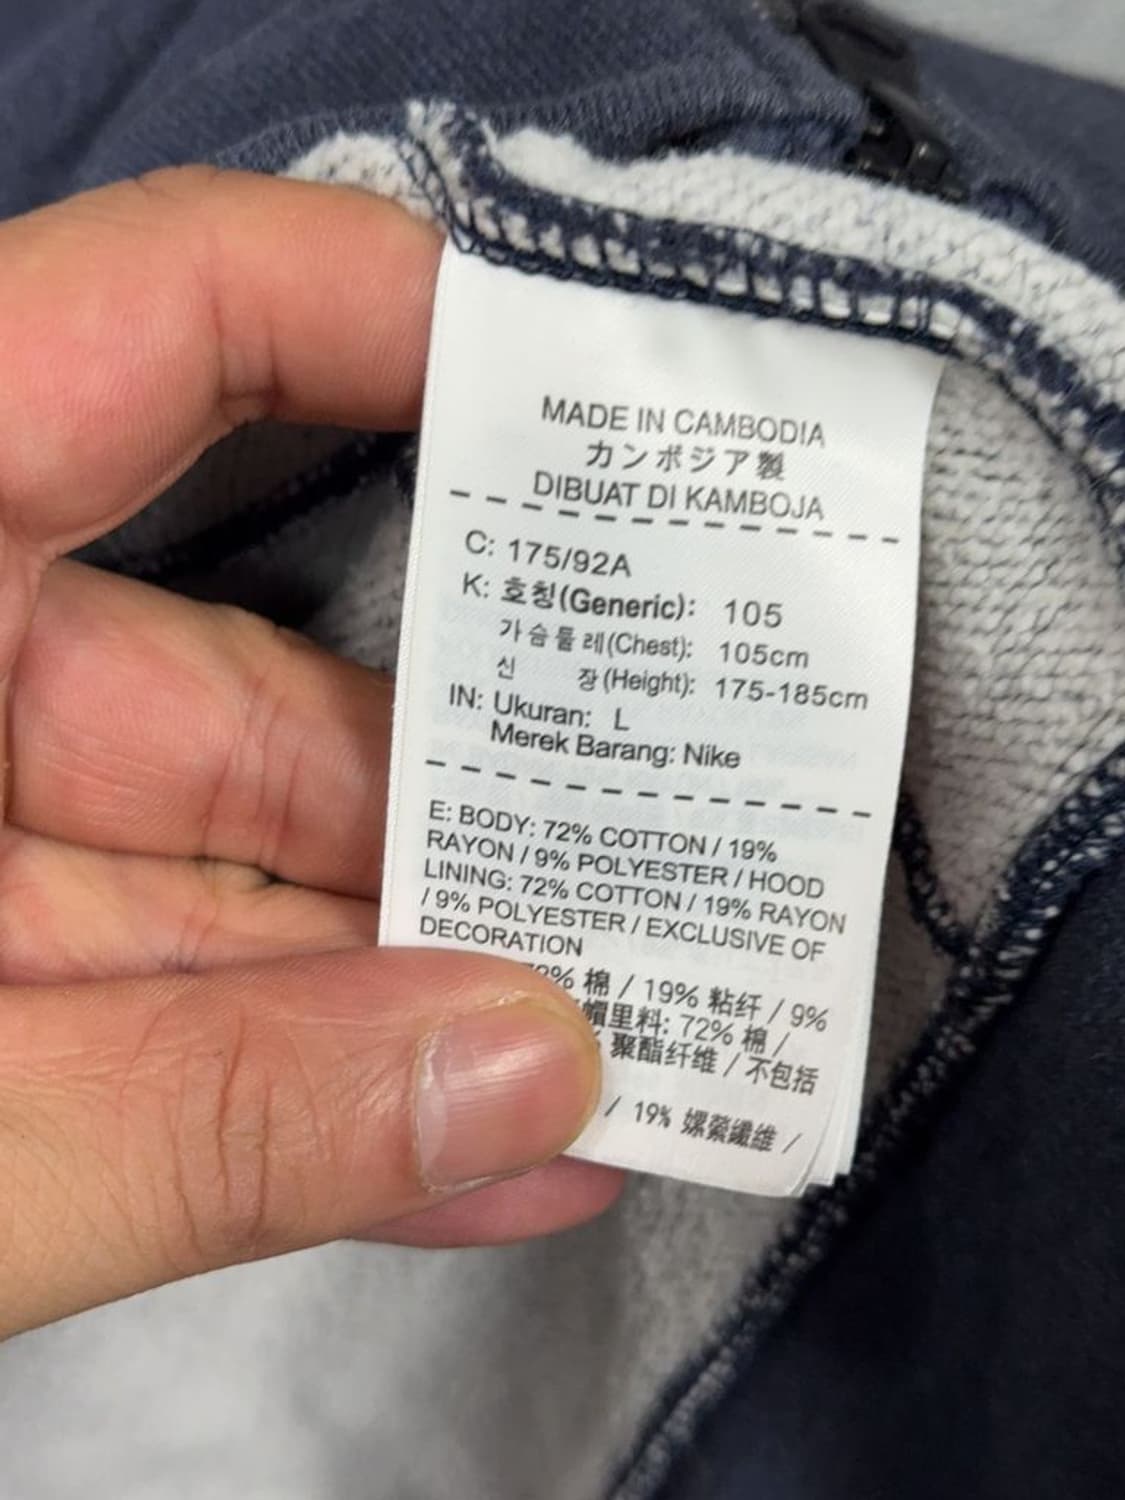 MADE IN CAMBODIA
カンボジア製
DIBUAT DI KAMBOJA
C: 175/92A
K: 호칭(Generic): 105
가슴둘레(Chest): 105cm
신 장(Height): 175-185cm
IN: Ukuran: L
Merek Barang: Nike
E: BODY: 72% COTTON / 19%
RAYON / 9% POLYESTER / HOOD
LINING: 72% COTTON / 19% RAYON
/ 9% POLYESTER / EXCLUSIVE OF
DECORATION
棉 / 19% 粘纤 / 9%
帽里料: 72% 棉 /
聚酯纤维 / 不包括
/ 19% 嫘縈纖維 /